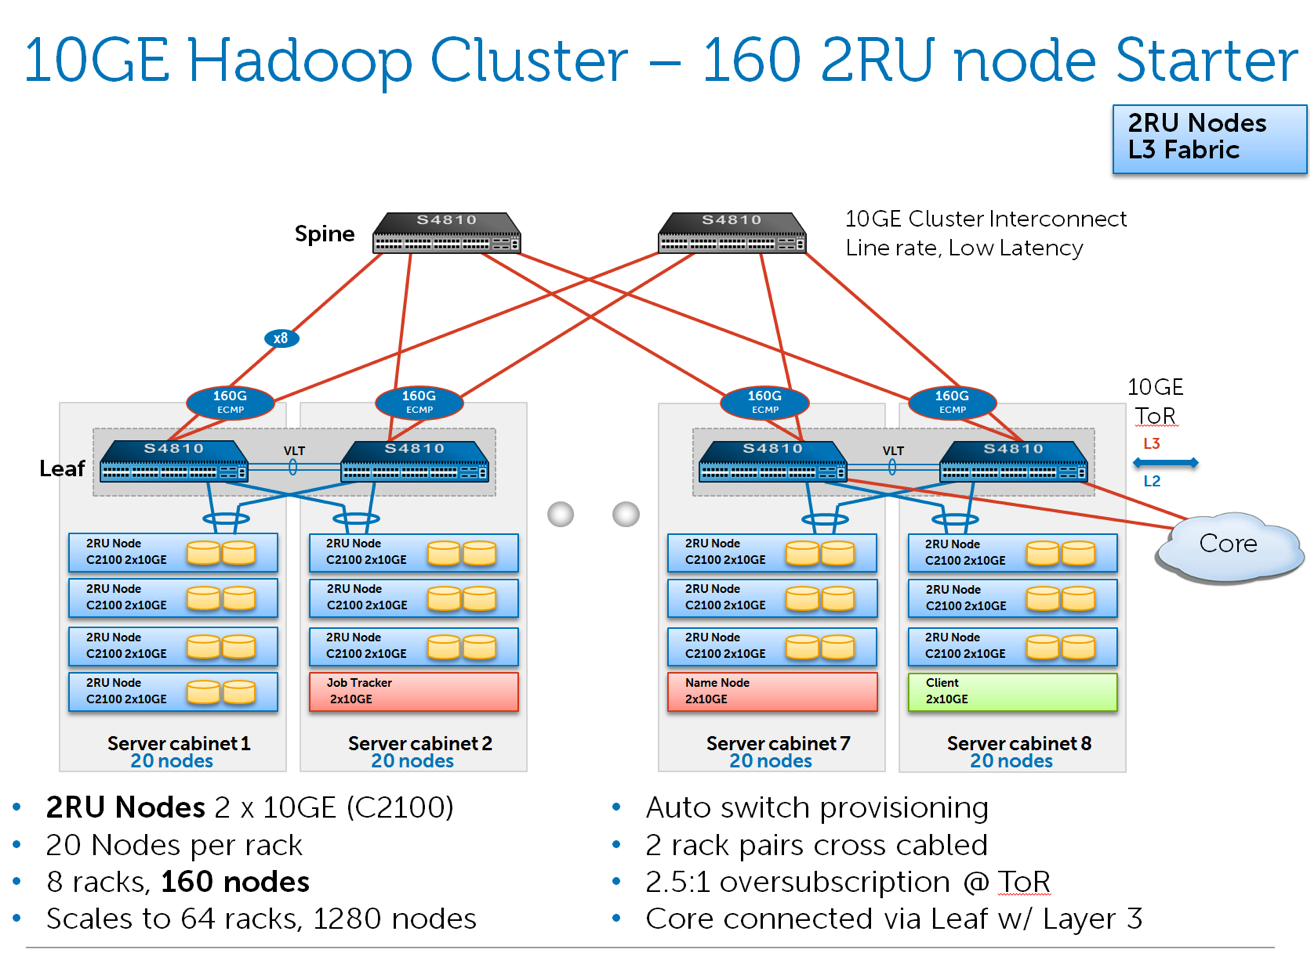 10GE Hadoop Cluster – 160 2RU node Starter
2RU Nodes
L3 Fabric
Spine
S4810
S4810
10GE Cluster Interconnect
Line rate, Low Latency
x8
160G
ECMP
160G
ECMP
160G
ECMP
160G
ECMP
10GE
ToR
L3
L2
Leaf
S4810
VLT
S4810
S4810
VLT
S4810
Core
2RU Node
C2100 2x10GE
2RU Node
C2100 2x10GE
2RU Node
C2100 2x10GE
2RU Node
C2100 2x10GE
Server cabinet 1
20 nodes
2RU Node
C2100 2x10GE
2RU Node
C2100 2x10GE
2RU Node
C2100 2x10GE
Job Tracker
2x10GE
Server cabinet 2
20 nodes
2RU Node
C2100 2x10GE
2RU Node
C2100 2x10GE
2RU Node
C2100 2x10GE
Name Node
2x10GE
Server cabinet 7
20 nodes
2RU Node
C2100 2x10GE
2RU Node
C2100 2x10GE
2RU Node
C2100 2x10GE
Client
2x10GE
Server cabinet 8
20 nodes
• 2RU Nodes 2 x 10GE (C2100)
• 20 Nodes per rack
• 8 racks, 160 nodes
• Scales to 64 racks, 1280 nodes
• Auto switch provisioning
• 2 rack pairs cross cabled
• 2.5:1 oversubscription @ ToR
• Core connected via Leaf w/ Layer 3